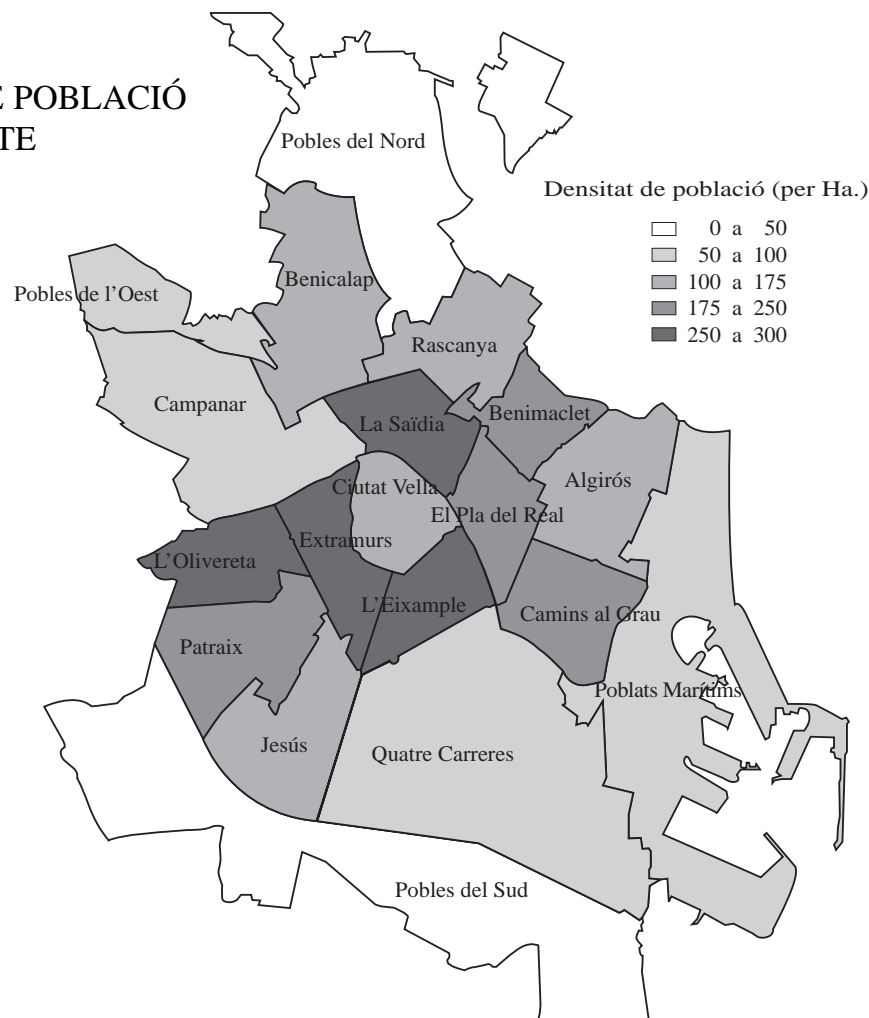 POBLACIÓ
Pobles del Nord
Densitat de població (per Ha.)
0 a 50
50 a 100
100 a 175
175 a 250
250 a 300
Benicalap
Pobles de l'Oest
Rascanya
Campanar
Benimaclet
La Saïdia
Algirós
Ciutat Vella
El Pla del Real
Extramurs
L'Olivereta
L'Eixample
Camins al Grau
Patraix
Poblats Marítims
Jesús
Quatre Carreres
Pobles del Sud